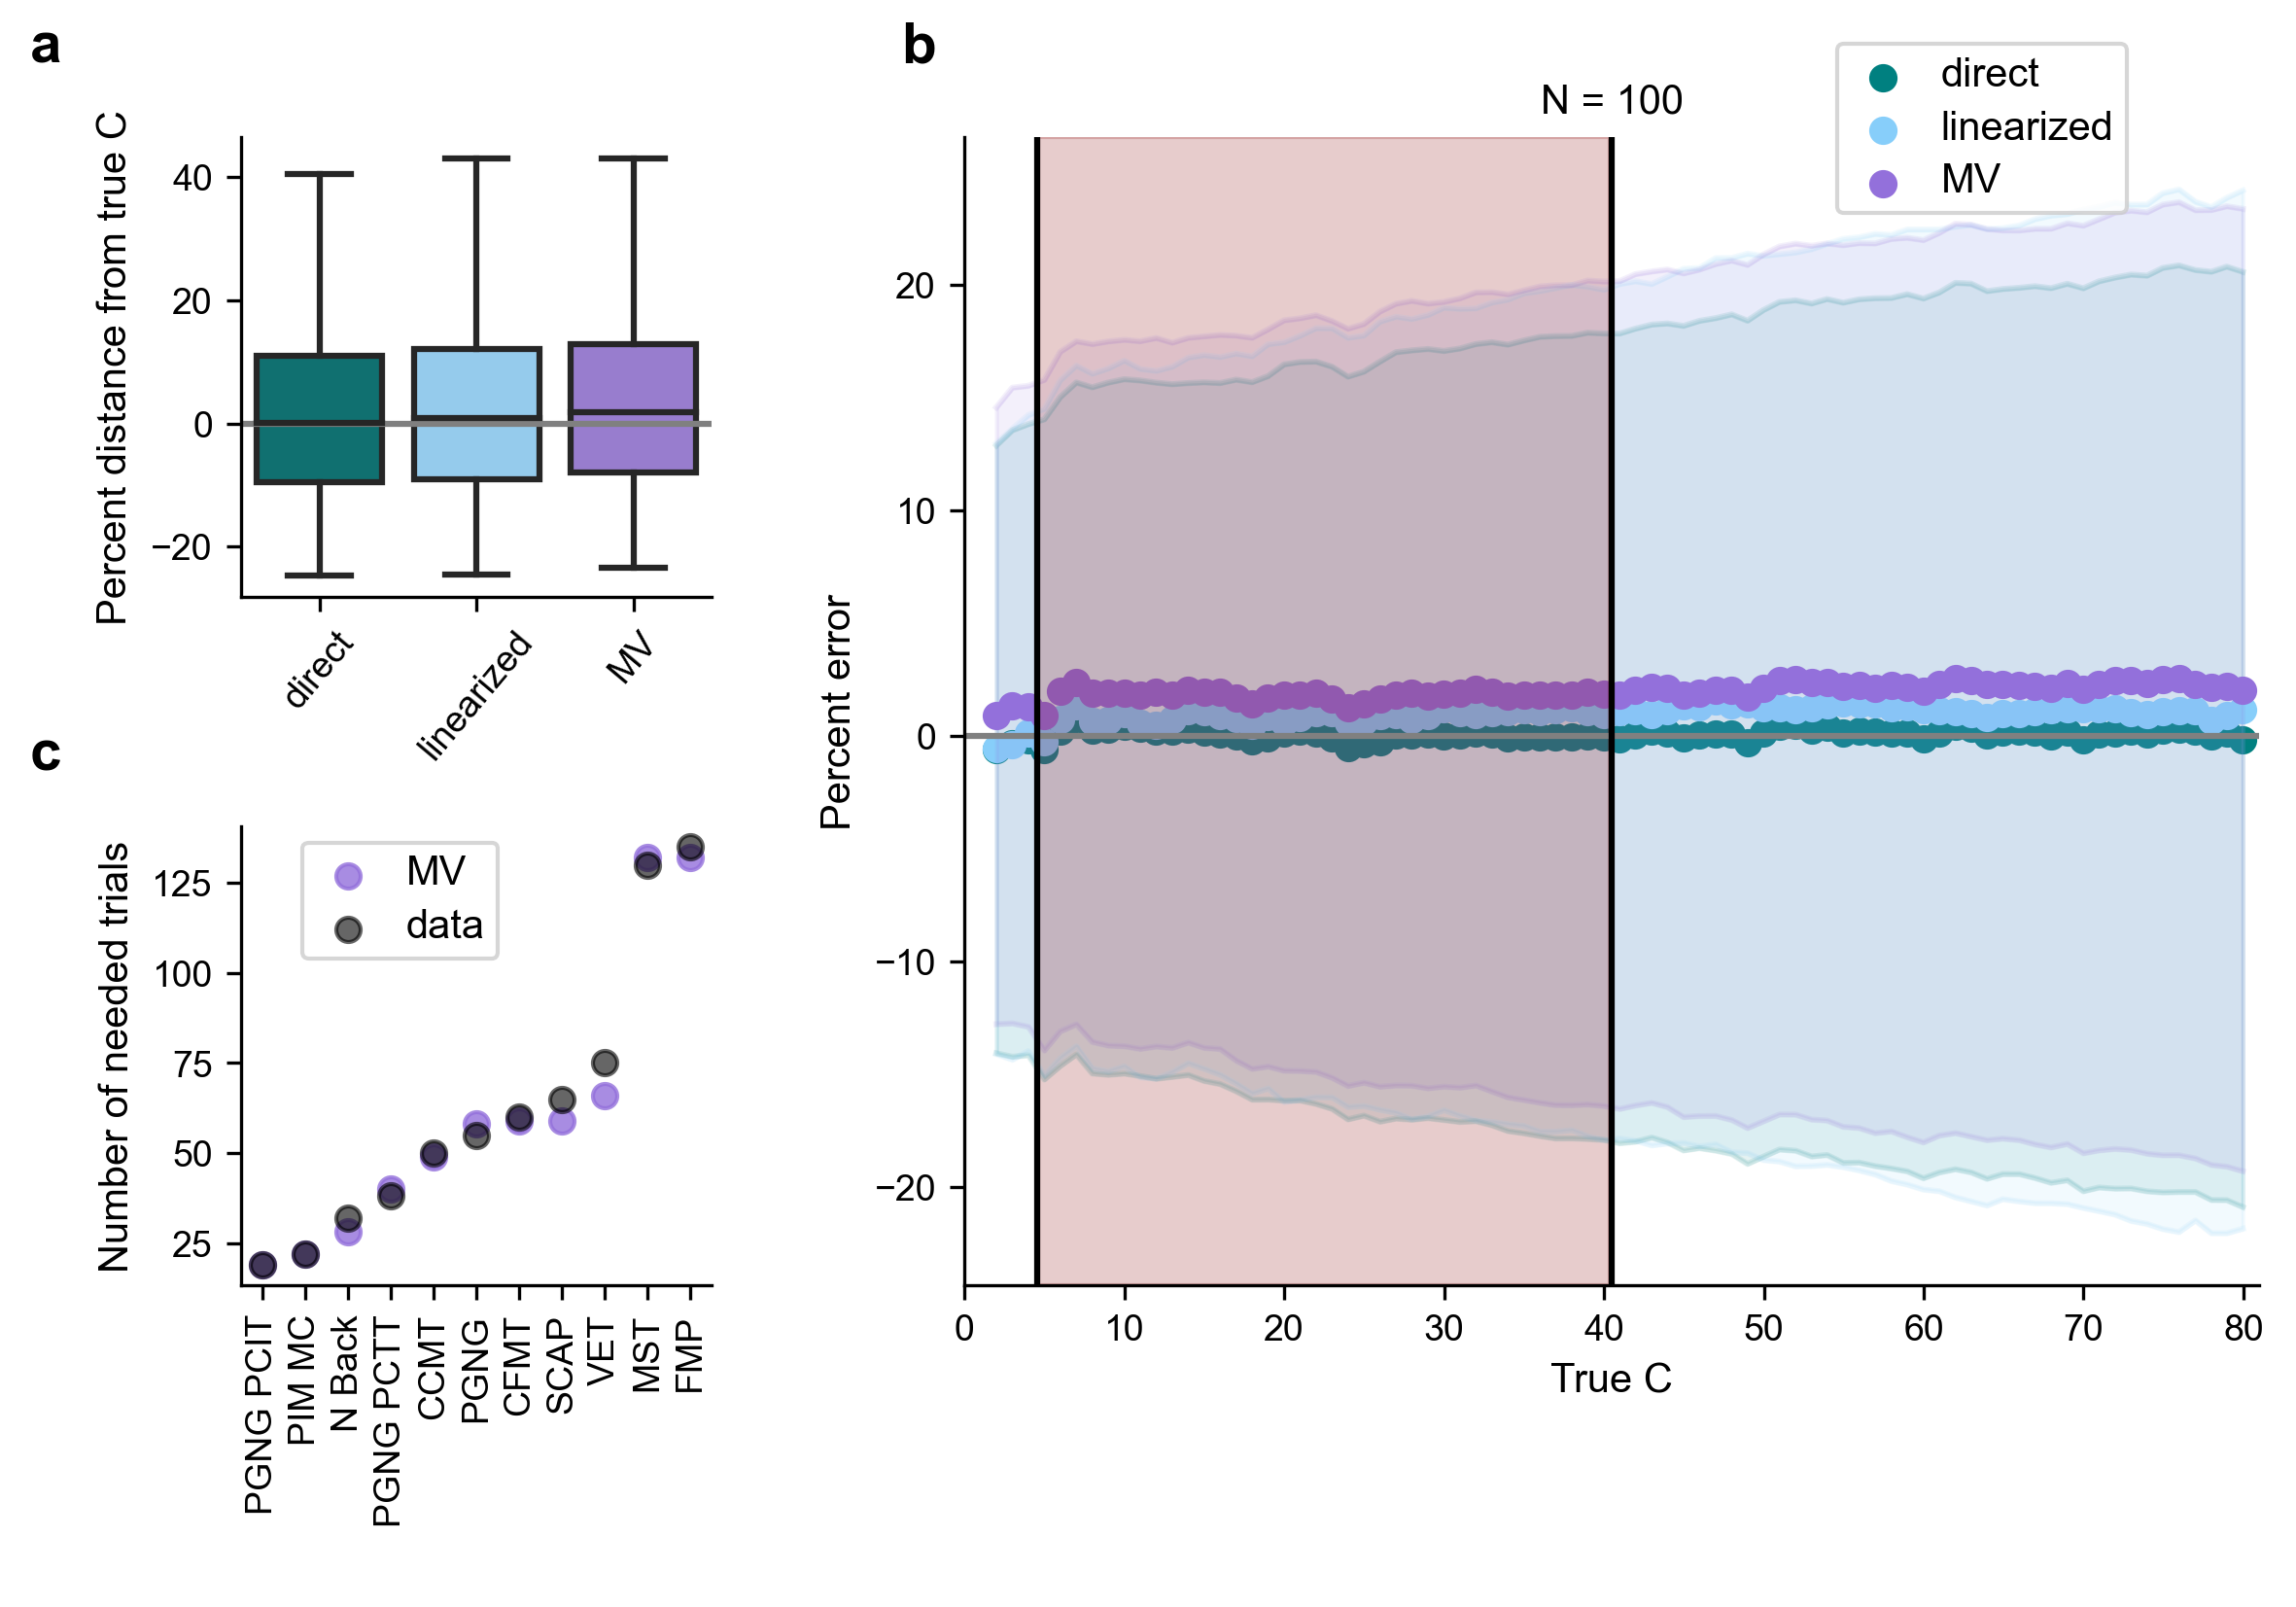 a
Percent distance from true C
40
20
0
−20
direct
linearized
MV
b
N = 100
direct
linearized
MV
Percent error
20
10
0
−10
−20
0 10 20 30 40 50 60 70 80
True C
c
Number of needed trials
125
100
75
50
25
MV
data
PGNG PCIT
PIM MC
N Back
PGNG PCTT
CCMT
PGNG
CFMT
SCAP
VET
MST
FMP